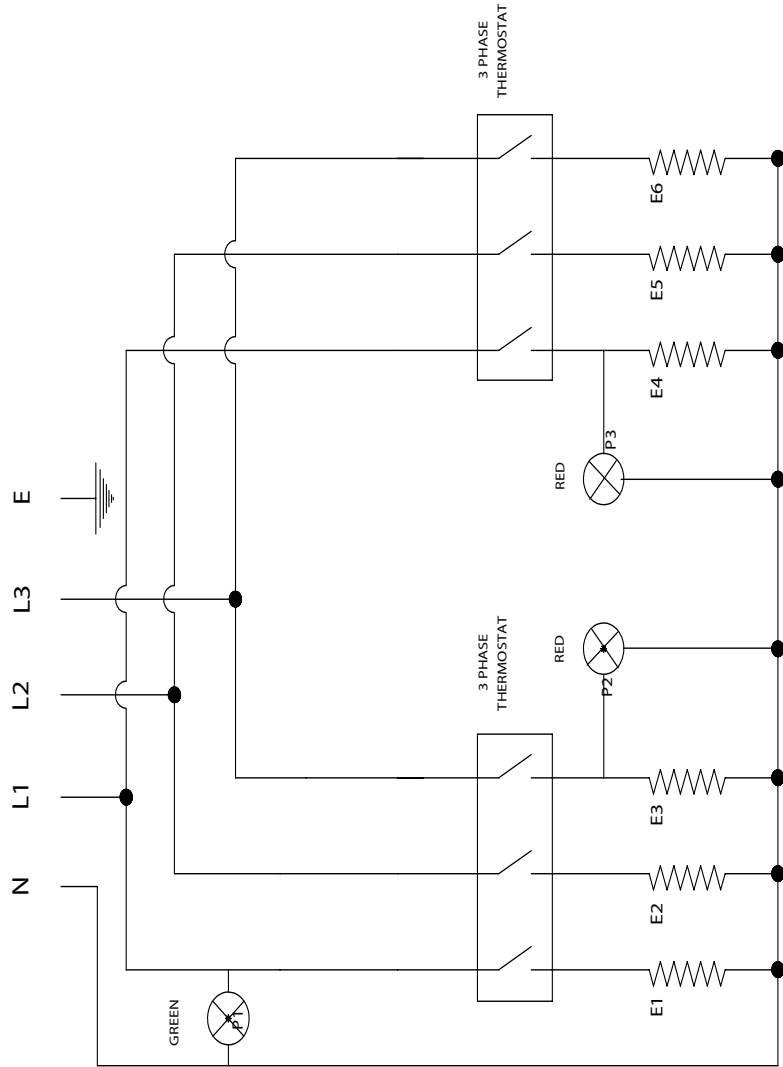 N
L1
L2
L3
E
GREEN
P1
3 PHASE
THERMOSTAT
3 PHASE
THERMOSTAT
RED
P2
RED
P3
E1
E2
E3
E4
E5
E6